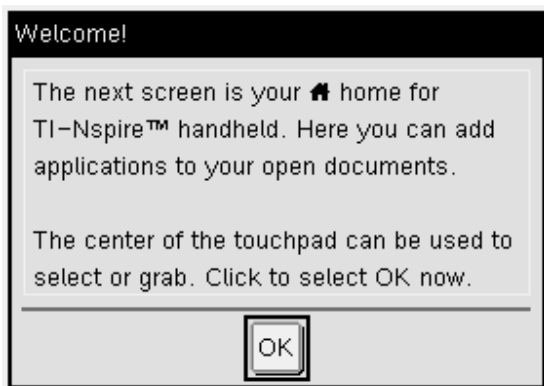 Welcome!
The next screen is your home for
TI-Nspire™ handheld. Here you can add
applications to your open documents.
The center of the touchpad can be used to
select or grab. Click to select OK now.
OK